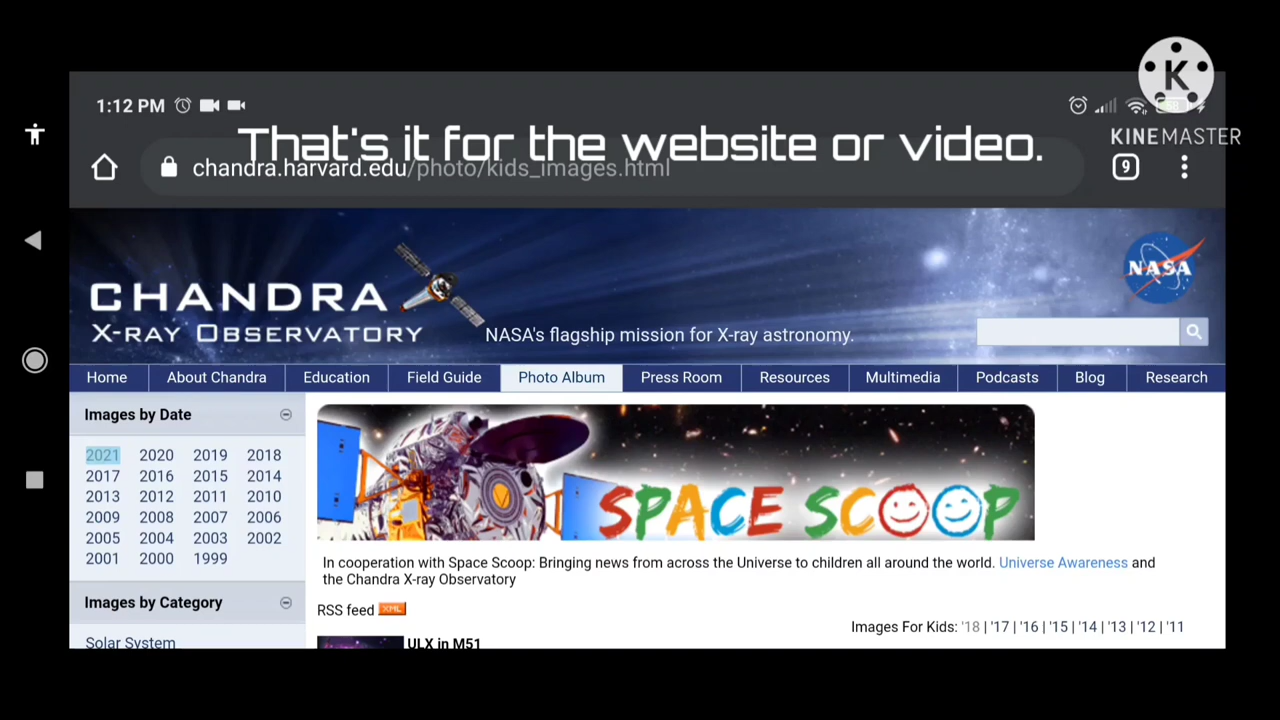 K
KINEMASTER
1:12 PM
That's it for the website or video.
chandra.harvard.edu/photo/kids_images.html
9
CHANDRA
X-RAY OBSERVATORY
NASA's flagship mission for X-ray astronomy.
NASA
Home About Chandra Education Field Guide Photo Album Press Room Resources Multimedia Podcasts Blog Research
Images by Date
2021 2020 2019 2018
2017 2016 2015 2014
2013 2012 2011 2010
2009 2008 2007 2006
2005 2004 2003 2002
2001 2000 1999
Images by Category
Solar System
SPACE SCOOP
In cooperation with Space Scoop: Bringing news from across the Universe to children all around the world. Universe Awareness and
the Chandra X-ray Observatory
RSS feed XML
Images For Kids: '18 | '17 | '16 | '15 | '14 | '13 | '12 | '11
ULX in M51